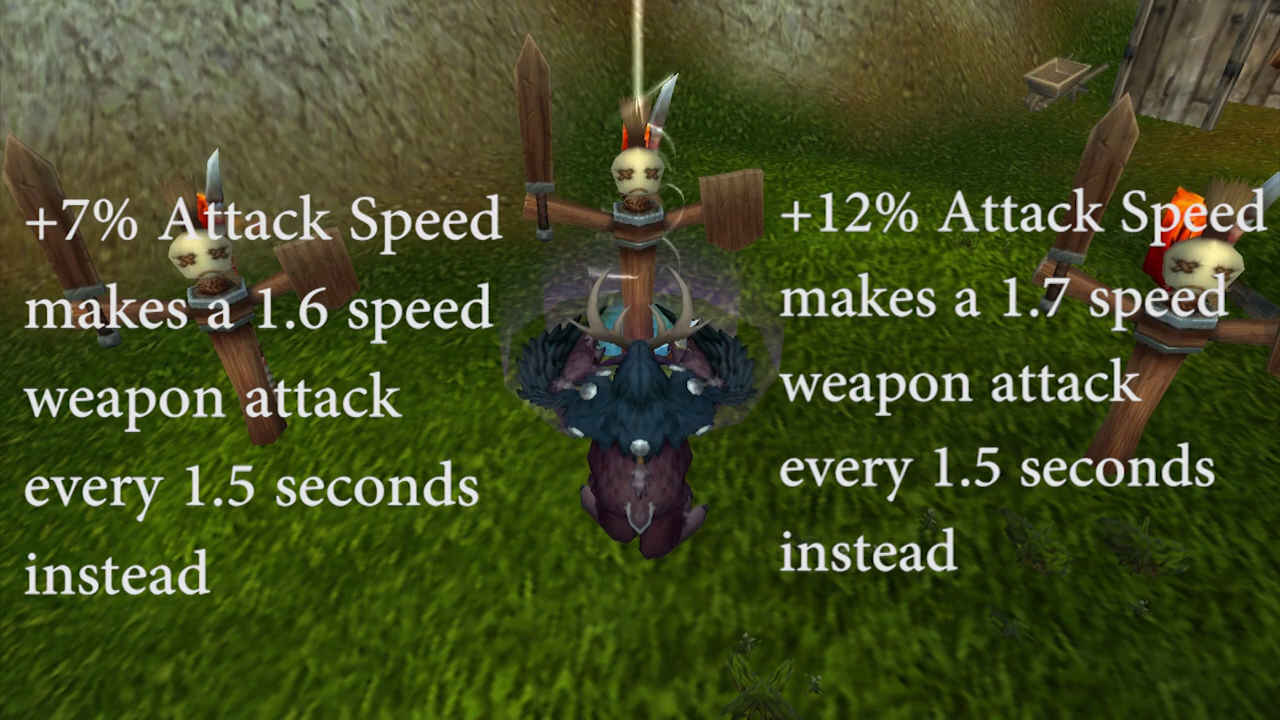 +7% Attack Speed
makes a 1.6 speed
weapon attack
every 1.5 seconds
instead
+12% Attack Speed
makes a 1.7 speed
weapon attack
every 1.5 seconds
instead